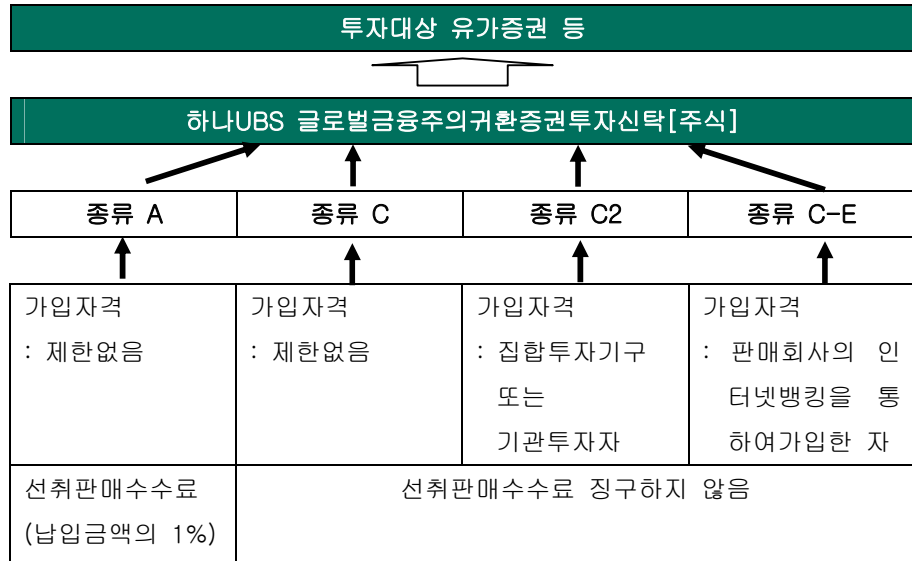 투자대상 유가증권 등
하나UBS 글로벌금융주의귀환증권투자신탁[주식]
종류 A
종류 C
종류 C2
종류 C-E
가입자격
: 제한없음
가입자격
: 제한없음
가입자격
: 집합투자기구
또는
기관투자자
가입자격
: 판매회사의 인
터넷뱅킹을 통
하여가입한 자
선취판매수수료
(납입금액의 1%)
선취판매수수료 징구하지 않음